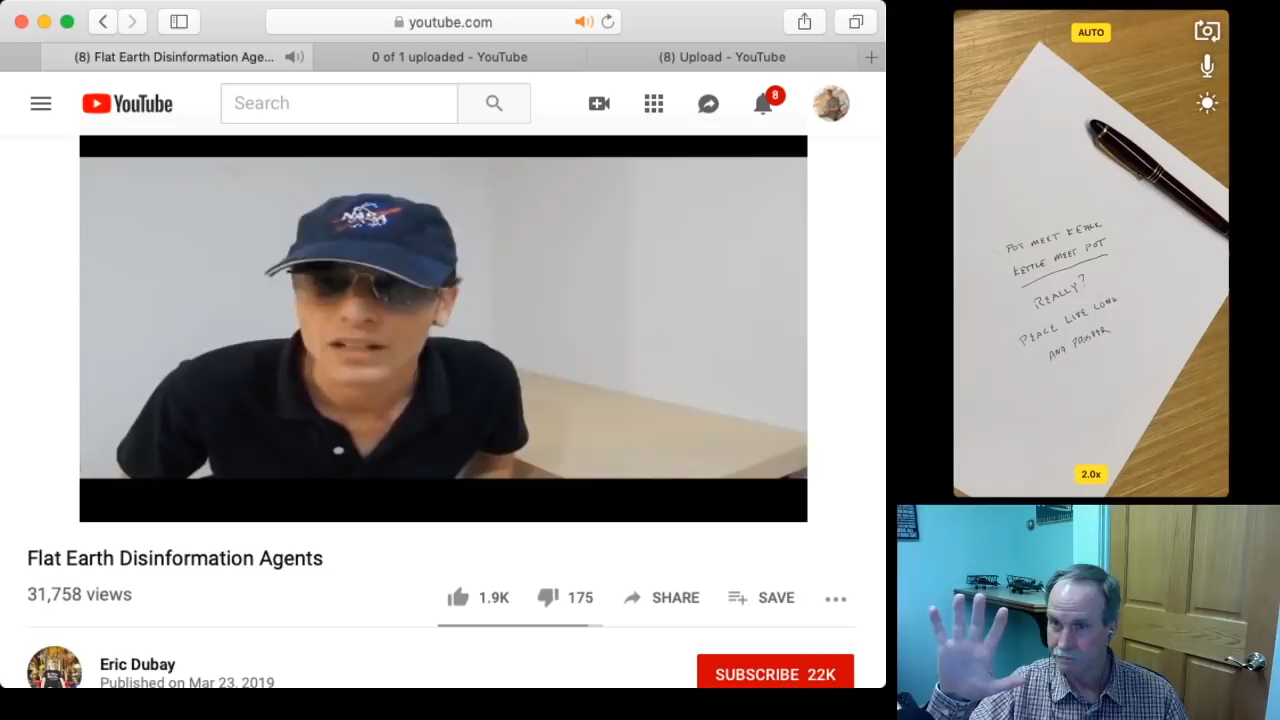 youtube.com
(8) Flat Earth Disinformation Age...
0 of 1 uploaded - YouTube
(8) Upload - YouTube
YouTube
Search
8
NASA
Flat Earth Disinformation Agents
31,758 views
1.9K
175
SHARE
SAVE
Eric Dubay
Published on Mar 23, 2019
SUBSCRIBE 22K
AUTO
POT MEET KETTLE
KETTLE MEET POT
REALLY?
PEACE LIVE LONG
AND PROSPER
2.0x